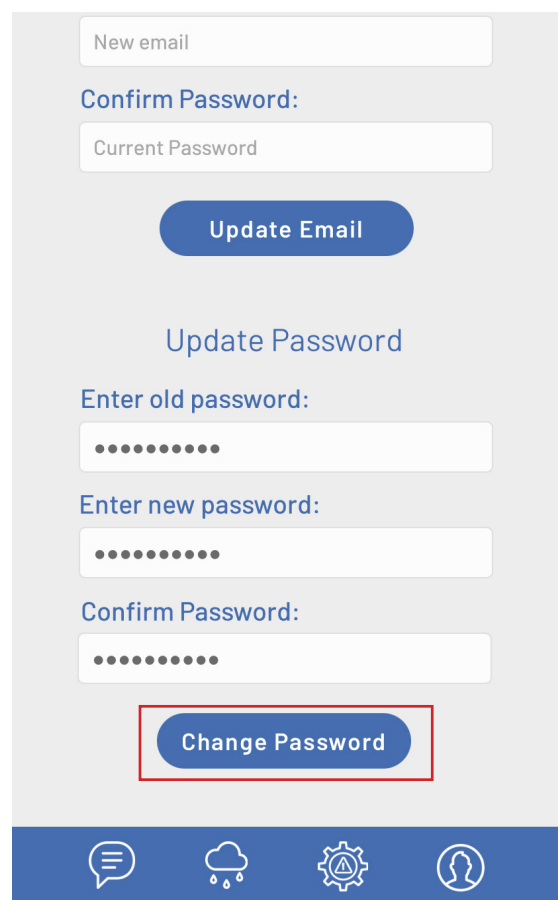 New email
Confirm Password:
Current Password
Update Email
Update Password
Enter old password:
●●●●●●●●●●
Enter new password:
●●●●●●●●●●
Confirm Password:
●●●●●●●●●●
Change Password